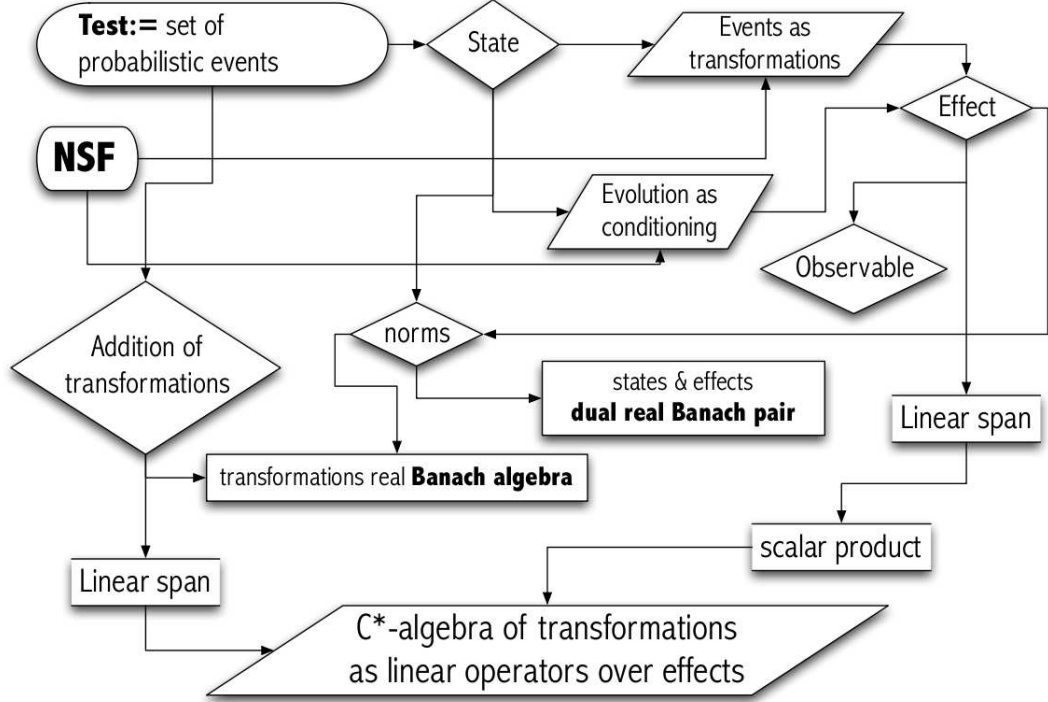 Test:= set of
probabilistic events
State
Events as
transformations
Effect
NSF
Evolution as
conditioning
Observable
Addition of
transformations
norms
states & effects
dual real Banach pair
Linear span
transformations real Banach algebra
scalar product
Linear span
C*-algebra of transformations
as linear operators over effects